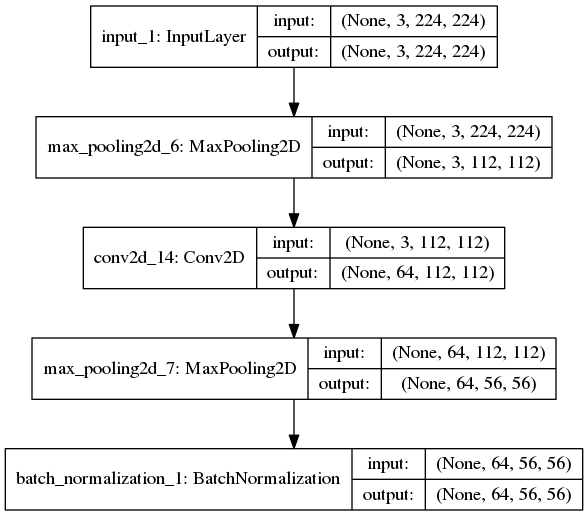 input_1: InputLayer
input: (None, 3, 224, 224)
output: (None, 3, 224, 224)
max_pooling2d_6: MaxPooling2D
input: (None, 3, 224, 224)
output: (None, 3, 112, 112)
conv2d_14: Conv2D
input: (None, 3, 112, 112)
output: (None, 64, 112, 112)
max_pooling2d_7: MaxPooling2D
input: (None, 64, 112, 112)
output: (None, 64, 56, 56)
batch_normalization_1: BatchNormalization
input: (None, 64, 56, 56)
output: (None, 64, 56, 56)